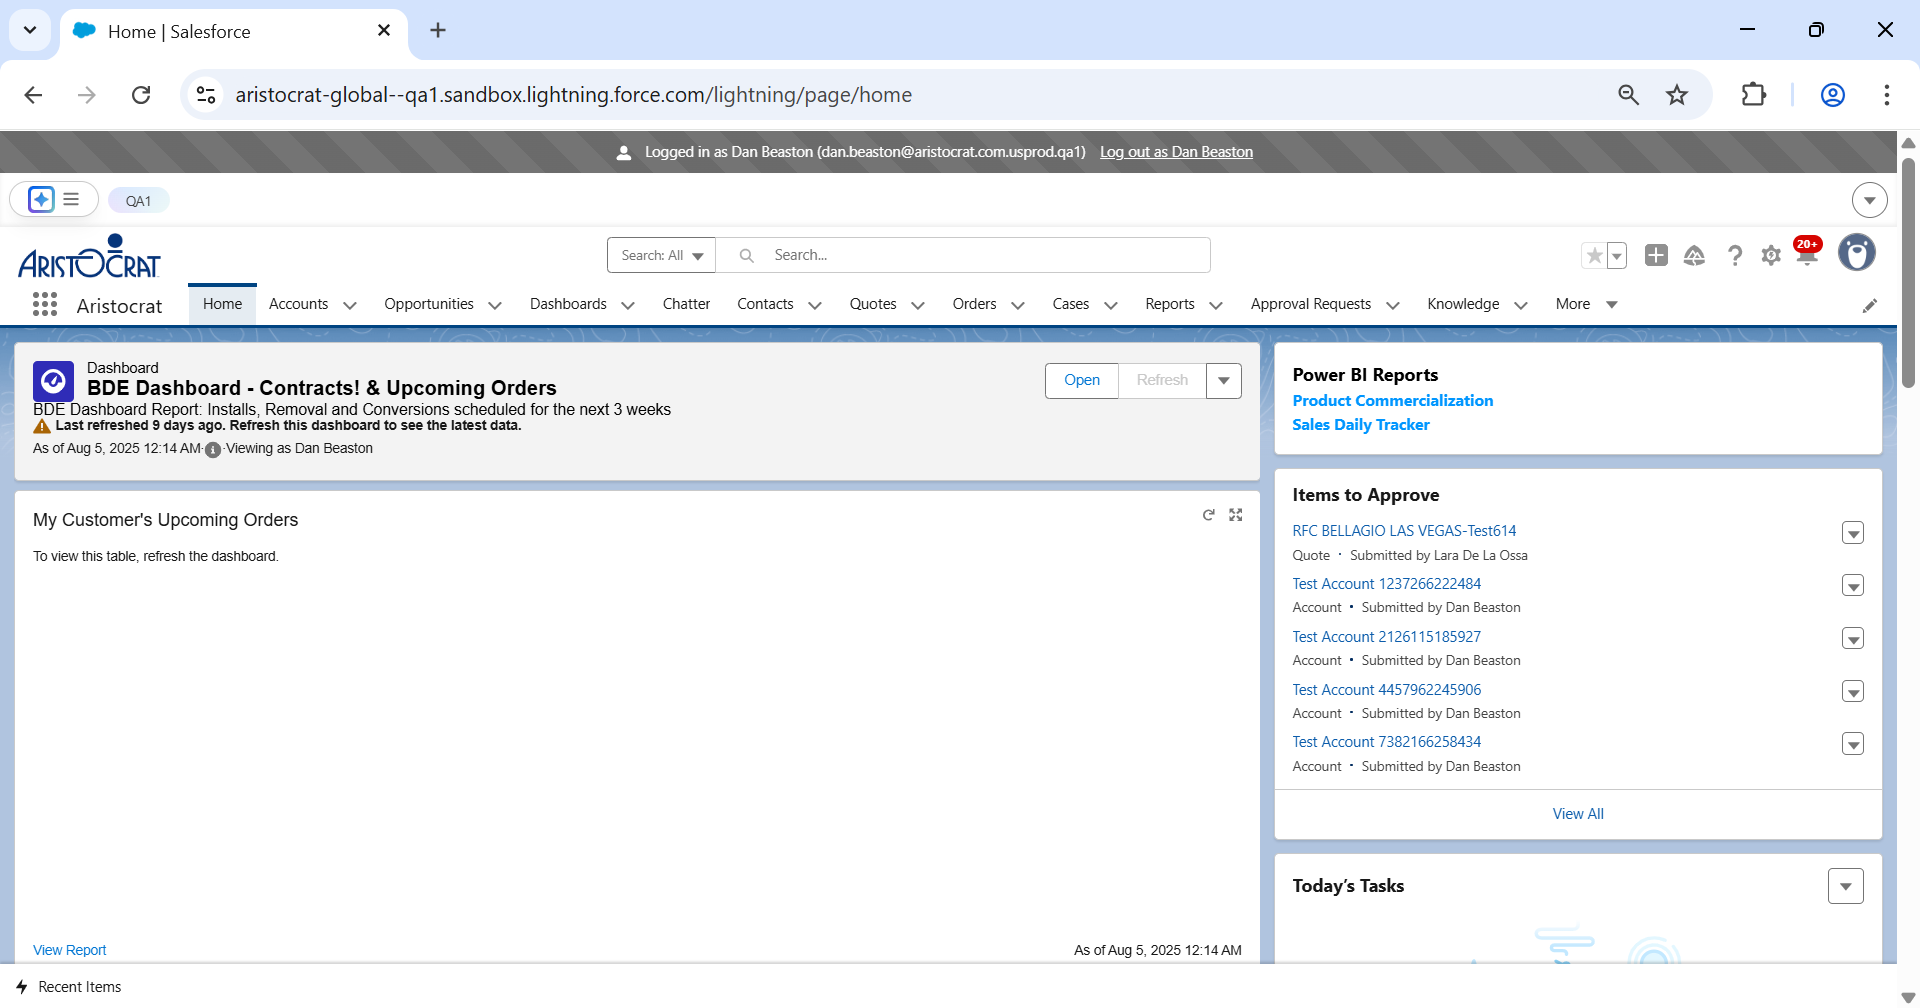 Home | Salesforce
aristocrat-global--qa1.sandbox.lightning.force.com/lightning/page/home
Logged in as Dan Beaston (dan.beaston@aristocrat.com.usprod.qa1) Log out as Dan Beaston
QA1
ARISTOCRAT
Search: All
Search...
20+
Aristocrat
Home
Accounts
Opportunities
Dashboards
Chatter
Contacts
Quotes
Orders
Cases
Reports
Approval Requests
Knowledge
More
Dashboard
BDE Dashboard - Contracts! & Upcoming Orders
BDE Dashboard Report: Installs, Removal and Conversions scheduled for the next 3 weeks
Last refreshed 9 days ago. Refresh this dashboard to see the latest data.
As of Aug 5, 2025 12:14 AM·Viewing as Dan Beaston
Open
Refresh
My Customer's Upcoming Orders
To view this table, refresh the dashboard.
View Report
As of Aug 5, 2025 12:14 AM
Power BI Reports
Product Commercialization
Sales Daily Tracker
Items to Approve
RFC BELLAGIO LAS VEGAS-Test614
Quote • Submitted by Lara De La Ossa
Test Account 1237266222484
Account • Submitted by Dan Beaston
Test Account 2126115185927
Account • Submitted by Dan Beaston
Test Account 4457962245906
Account • Submitted by Dan Beaston
Test Account 7382166258434
Account • Submitted by Dan Beaston
View All
Today's Tasks
Recent Items